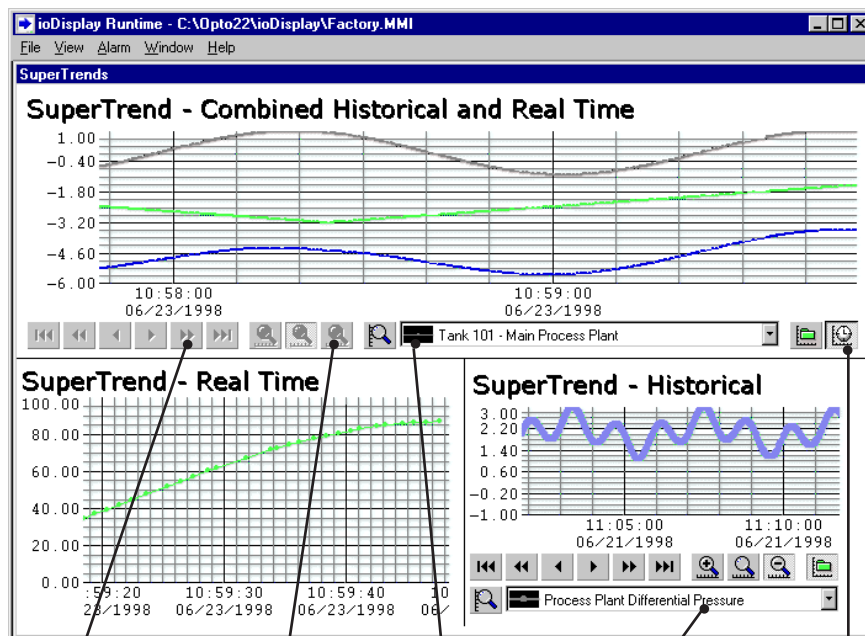 ioDisplay Runtime - C:\Opto22\ioDisplay\Factory.MMI
File View Alarm Window Help
SuperTrends
SuperTrend - Combined Historical and Real Time
1.00
-0.40
-1.80
-3.20
-4.60
-6.00
10:58:00 10:59:00
06/23/1998 06/23/1998
Tank 101 - Main Process Plant
SuperTrend - Real Time
100.00
80.00
60.00
40.00
20.00
0.00
:59:20 10:59:30 10:59:40 10
23/1998 06/23/1998 06/23/1998 06/
SuperTrend - Historical
3.00
2.20
1.40
0.60
-0.20
-1.00
11:05:00 11:10:00
06/21/1998 06/21/1998
Process Plant Differential Pressure